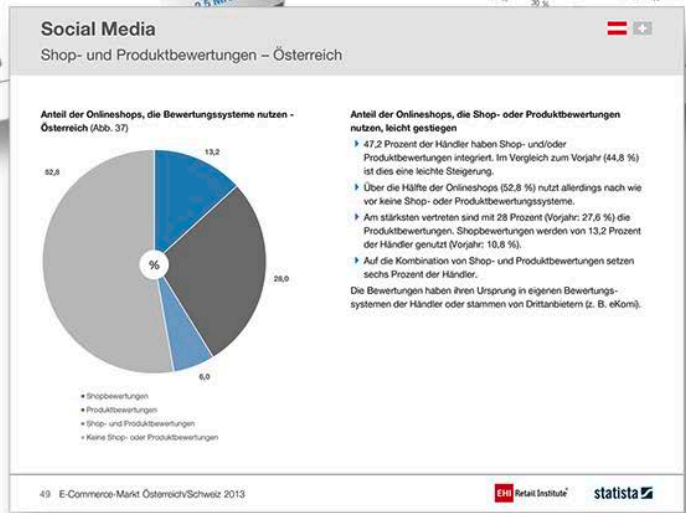 2,5 Mi
30 %
Social Media
Shop- und Produktbewertungen – Österreich
Anteil der Onlineshops, die Bewertungssysteme nutzen -
Österreich (Abb. 37)
13,2
52,8
%
28,0
6,0
Shopbewertungen
Produktbewertungen
Shop- und Produktbewertungen
Keine Shop- oder Produktbewertungen
Anteil der Onlineshops, die Shop- oder Produktbewertungen
nutzen, leicht gestiegen
47,2 Prozent der Händler haben Shop- und/oder
Produktbewertungen integriert. Im Vergleich zum Vorjahr (44,8 %)
ist dies eine leichte Steigerung.
Über die Hälfte der Onlineshops (52,8 %) nutzt allerdings nach wie
vor keine Shop- oder Produktbewertungssysteme.
Am stärksten vertreten sind mit 28 Prozent (Vorjahr: 27,6 %) die
Produktbewertungen. Shopbewertungen werden von 13,2 Prozent
der Händler genutzt (Vorjahr: 10,8 %).
Auf die Kombination von Shop- und Produktbewertungen setzen
sechs Prozent der Händler.
Die Bewertungen haben ihren Ursprung in eigenen Bewertungs-
systemen der Händler oder stammen von Drittanbietern (z. B. eKomi).
49 E-Commerce-Markt Österreich/Schweiz 2013
EHI Retail Institute®
statista